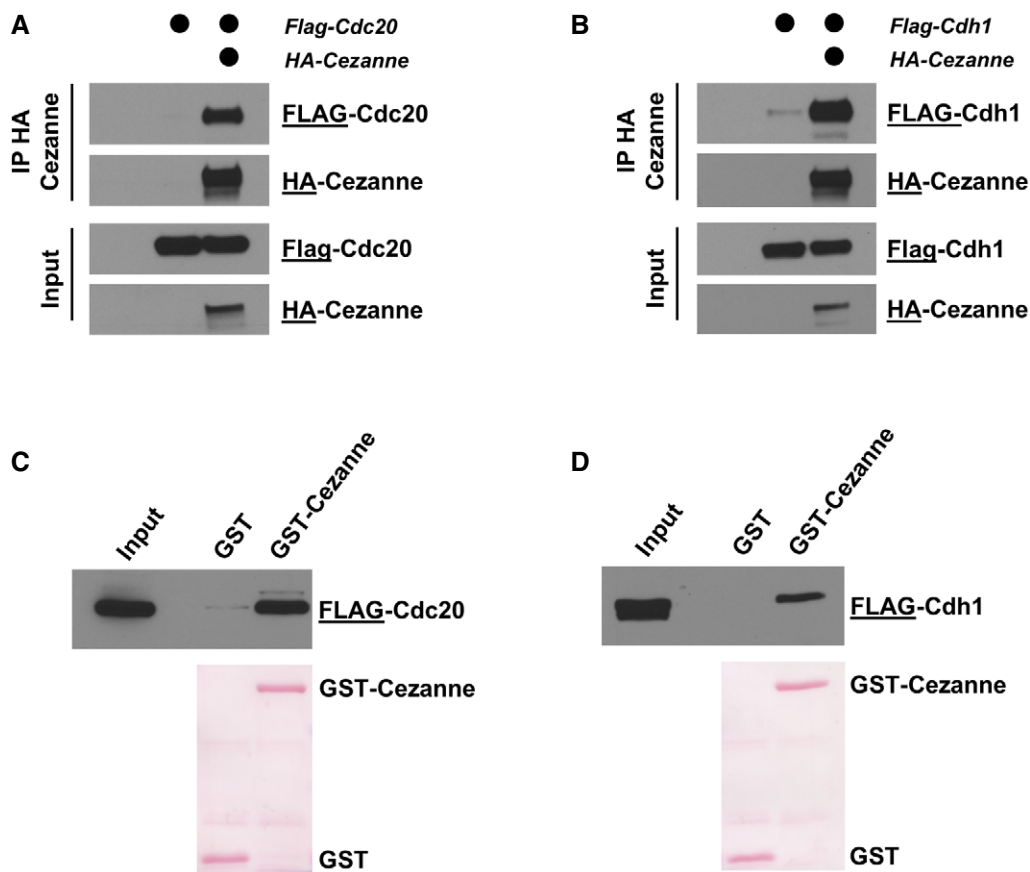 A
Flag-Cdc20
HA-Cezanne
IP HA
Cezanne
FLAG-Cdc20
HA-Cezanne
Input
Flag-Cdc20
HA-Cezanne
B
Flag-Cdh1
HA-Cezanne
IP HA
Cezanne
FLAG-Cdh1
HA-Cezanne
Input
Flag-Cdh1
HA-Cezanne
C
Input
GST
GST-Cezanne
FLAG-Cdc20
GST-Cezanne
GST
D
Input
GST
GST-Cezanne
FLAG-Cdh1
GST-Cezanne
GST